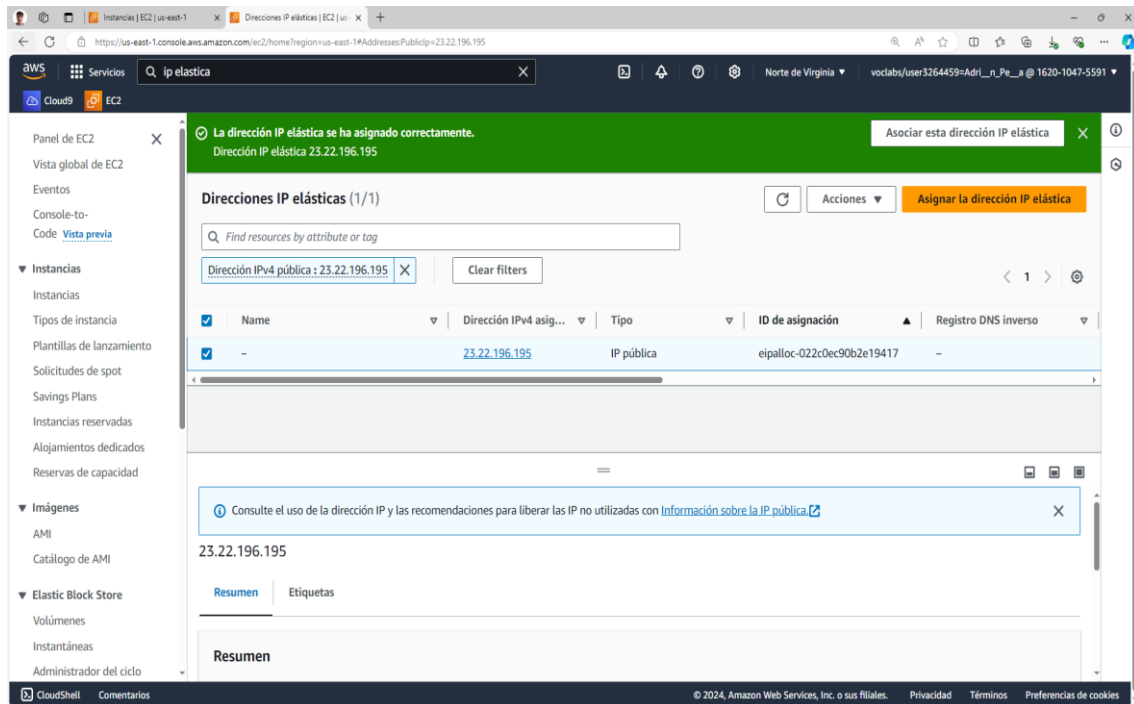 Instancias | EC2 | us-east-1
Direcciones IP elásticas | EC2 | us-
https://us-east-1.console.aws.amazon.com/ec2/home?region=us-east-1#Addresses:PublicIp=23.22.196.195
aws
Servicios
ip elastica
Norte de Virginia
voclabs/user3264459=Adri__n_Pe__a @ 1620-1047-5591
Cloud9
EC2
Panel de EC2
Vista global de EC2
Eventos
Console-to-
Code Vista previa
Instancias
Instancias
Tipos de instancia
Plantillas de lanzamiento
Solicitudes de spot
Savings Plans
Instancias reservadas
Alojamientos dedicados
Reservas de capacidad
Imágenes
AMI
Catálogo de AMI
Elastic Block Store
Volúmenes
Instantáneas
Administrador del ciclo
La dirección IP elástica se ha asignado correctamente.
Dirección IP elástica 23.22.196.195
Asociar esta dirección IP elástica
Direcciones IP elásticas (1/1)
Acciones
Asignar la dirección IP elástica
Find resources by attribute or tag
Dirección IPv4 pública : 23.22.196.195
Clear filters
1
Name
Dirección IPv4 asig...
Tipo
ID de asignación
Registro DNS inverso
–
23.22.196.195
IP pública
eipalloc-022c0ec90b2e19417
–
Consulte el uso de la dirección IP y las recomendaciones para liberar las IP no utilizadas con Información sobre la IP pública.
23.22.196.195
Resumen
Etiquetas
Resumen
CloudShell
Comentarios
© 2024, Amazon Web Services, Inc. o sus filiales.
Privacidad
Términos
Preferencias de cookies